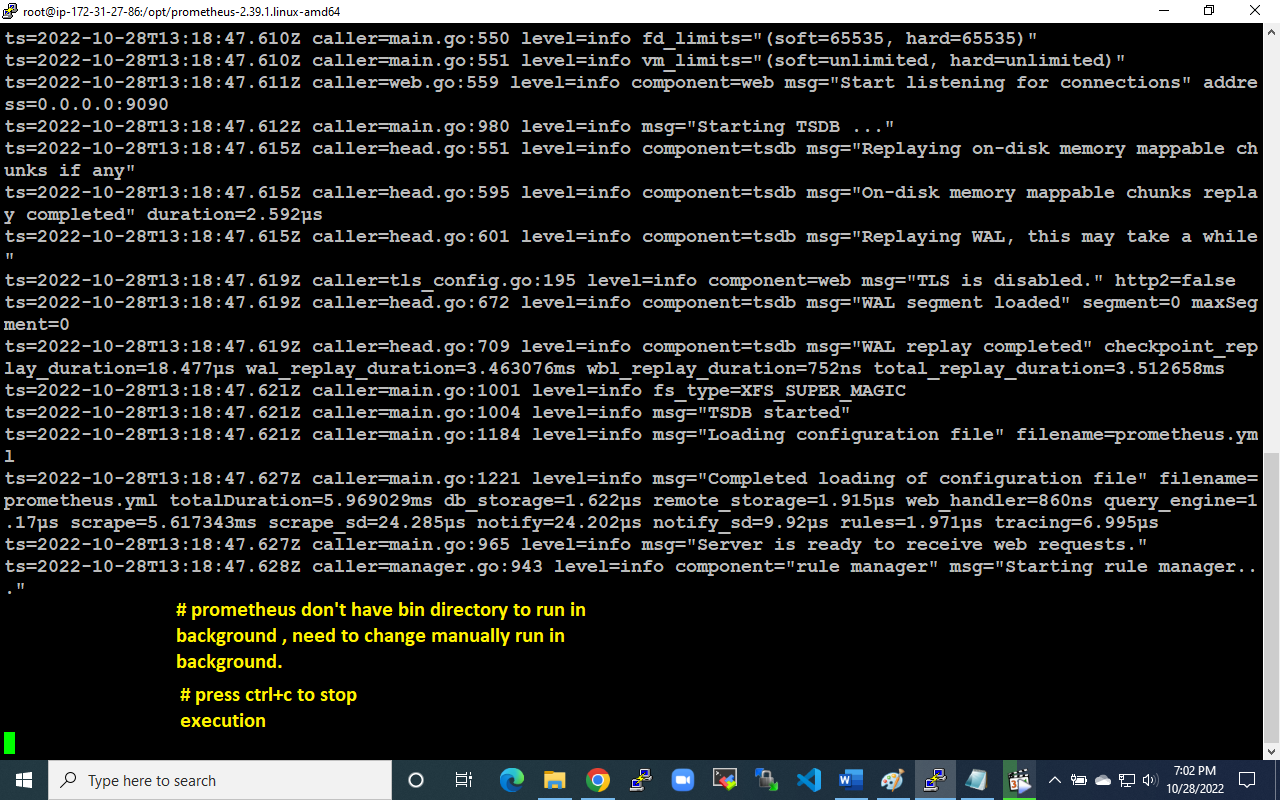 root@ip-172-31-27-86:/opt/prometheus-2.39.1.linux-amd64
ts=2022-10-28T13:18:47.610Z caller=main.go:550 level=info fd_limits="(soft=65535, hard=65535)"
ts=2022-10-28T13:18:47.610Z caller=main.go:551 level=info vm_limits="(soft=unlimited, hard=unlimited)"
ts=2022-10-28T13:18:47.611Z caller=web.go:559 level=info component=web msg="Start listening for connections" addre
ss=0.0.0.0:9090
ts=2022-10-28T13:18:47.612Z caller=main.go:980 level=info msg="Starting TSDB ..."
ts=2022-10-28T13:18:47.615Z caller=head.go:551 level=info component=tsdb msg="Replaying on-disk memory mappable ch
unks if any"
ts=2022-10-28T13:18:47.615Z caller=head.go:595 level=info component=tsdb msg="On-disk memory mappable chunks repla
y completed" duration=2.592µs
ts=2022-10-28T13:18:47.615Z caller=head.go:601 level=info component=tsdb msg="Replaying WAL, this may take a while
"
ts=2022-10-28T13:18:47.619Z caller=tls_config.go:195 level=info component=web msg="TLS is disabled." http2=false
ts=2022-10-28T13:18:47.619Z caller=head.go:672 level=info component=tsdb msg="WAL segment loaded" segment=0 maxSeg
ment=0
ts=2022-10-28T13:18:47.619Z caller=head.go:709 level=info component=tsdb msg="WAL replay completed" checkpoint_rep
lay_duration=18.477µs wal_replay_duration=3.463076ms wbl_replay_duration=752ns total_replay_duration=3.512658ms
ts=2022-10-28T13:18:47.621Z caller=main.go:1001 level=info fs_type=XFS_SUPER_MAGIC
ts=2022-10-28T13:18:47.621Z caller=main.go:1004 level=info msg="TSDB started"
ts=2022-10-28T13:18:47.621Z caller=main.go:1184 level=info msg="Loading configuration file" filename=prometheus.ym
l
ts=2022-10-28T13:18:47.627Z caller=main.go:1221 level=info msg="Completed loading of configuration file" filename=
prometheus.yml totalDuration=5.969029ms db_storage=1.622µs remote_storage=1.915µs web_handler=860ns query_engine=1
.17µs scrape=5.617343ms scrape_sd=24.285µs notify=24.202µs notify_sd=9.92µs rules=1.971µs tracing=6.995µs
ts=2022-10-28T13:18:47.627Z caller=main.go:965 level=info msg="Server is ready to receive web requests."
ts=2022-10-28T13:18:47.628Z caller=manager.go:943 level=info component="rule manager" msg="Starting rule manager..
."
# prometheus don't have bin directory to run in
background , need to change manually run in
background.
# press ctrl+c to stop
execution
Type here to search
7:02 PM
10/28/2022